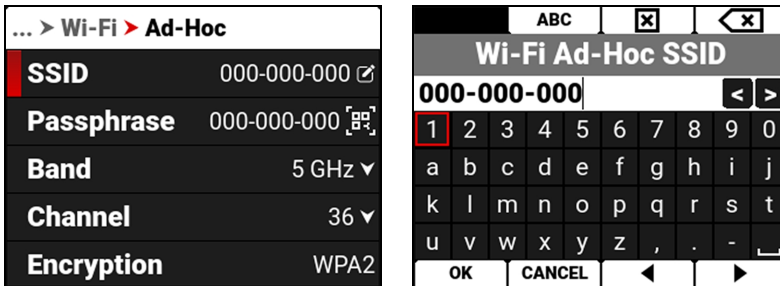 ... > Wi-Fi > Ad-Hoc
SSID 000-000-000
Passphrase 000-000-000
Band 5 GHz
Channel 36
Encryption WPA2
ABC
Wi-Fi Ad-Hoc SSID
000-000-000 < >
1 2 3 4 5 6 7 8 9 0
a b c d e f g h i j
k l m n o p q r s t
u v w x y z , . -
OK CANCEL